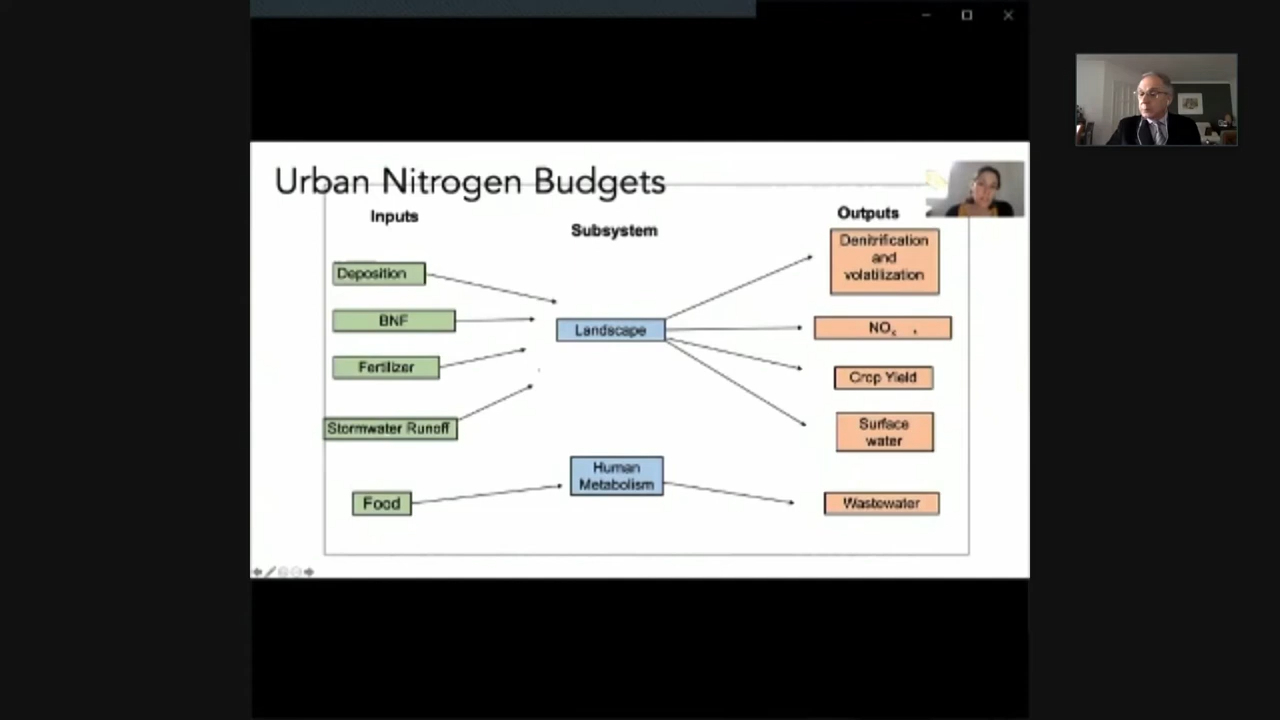 Urban Nitrogen Budgets
Inputs
Subsystem
Outputs
Deposition
BNF
Fertilizer
Stormwater Runoff
Food
Landscape
Human
Metabolism
Denitrification
and
volatilization
NO
Crop Yield
Surface
water
Wastewater